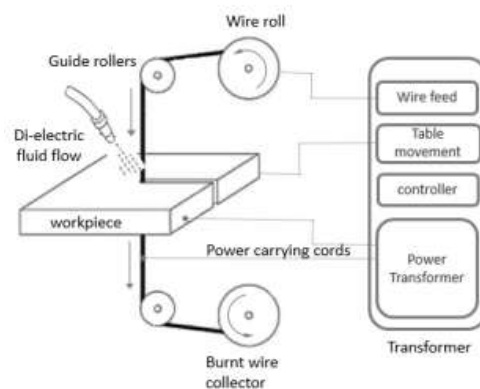 Wire roll
Guide rollers
Wire feed
Di-electric
fluid flow
Table
movement
controller
workpiece
Power carrying cords
Power
Transformer
Transformer
Burnt wire
collector